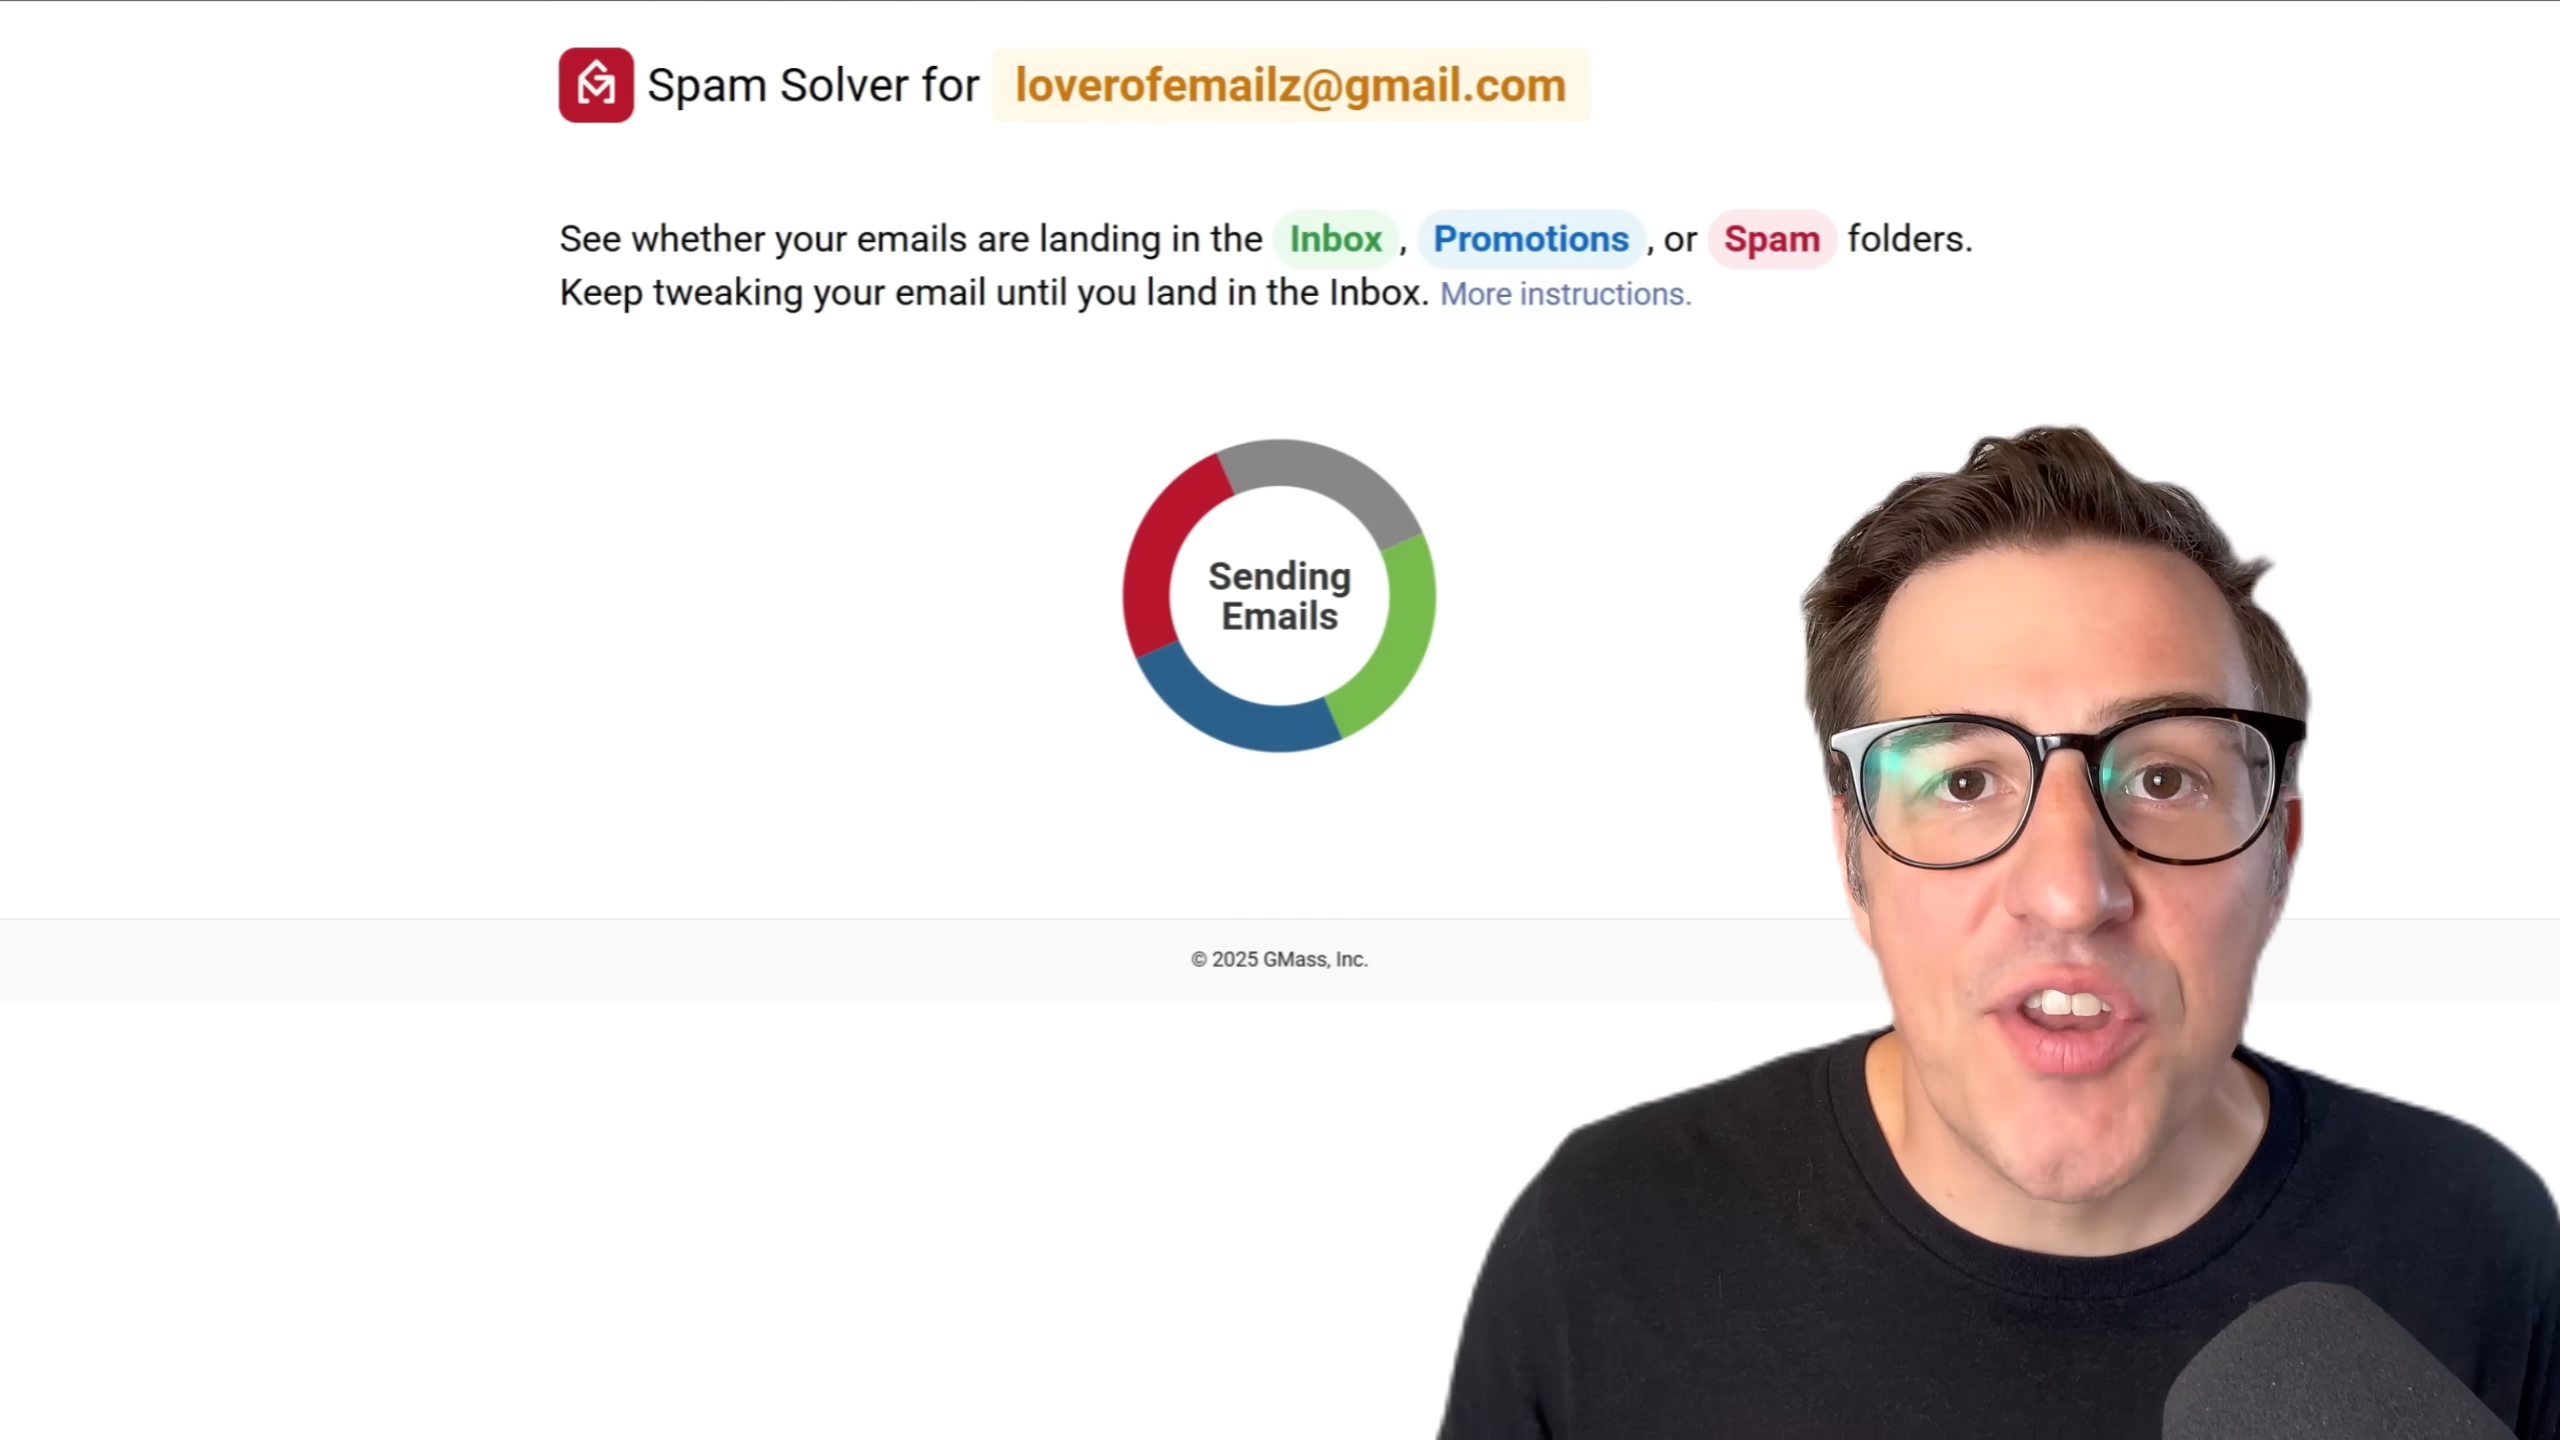 Spam Solver for loverofemailz@gmail.com
See whether your emails are landing in the Inbox, Promotions, or Spam folders.
Keep tweaking your email until you land in the Inbox. More instructions.
Sending
Emails
© 2025 GMass, Inc.